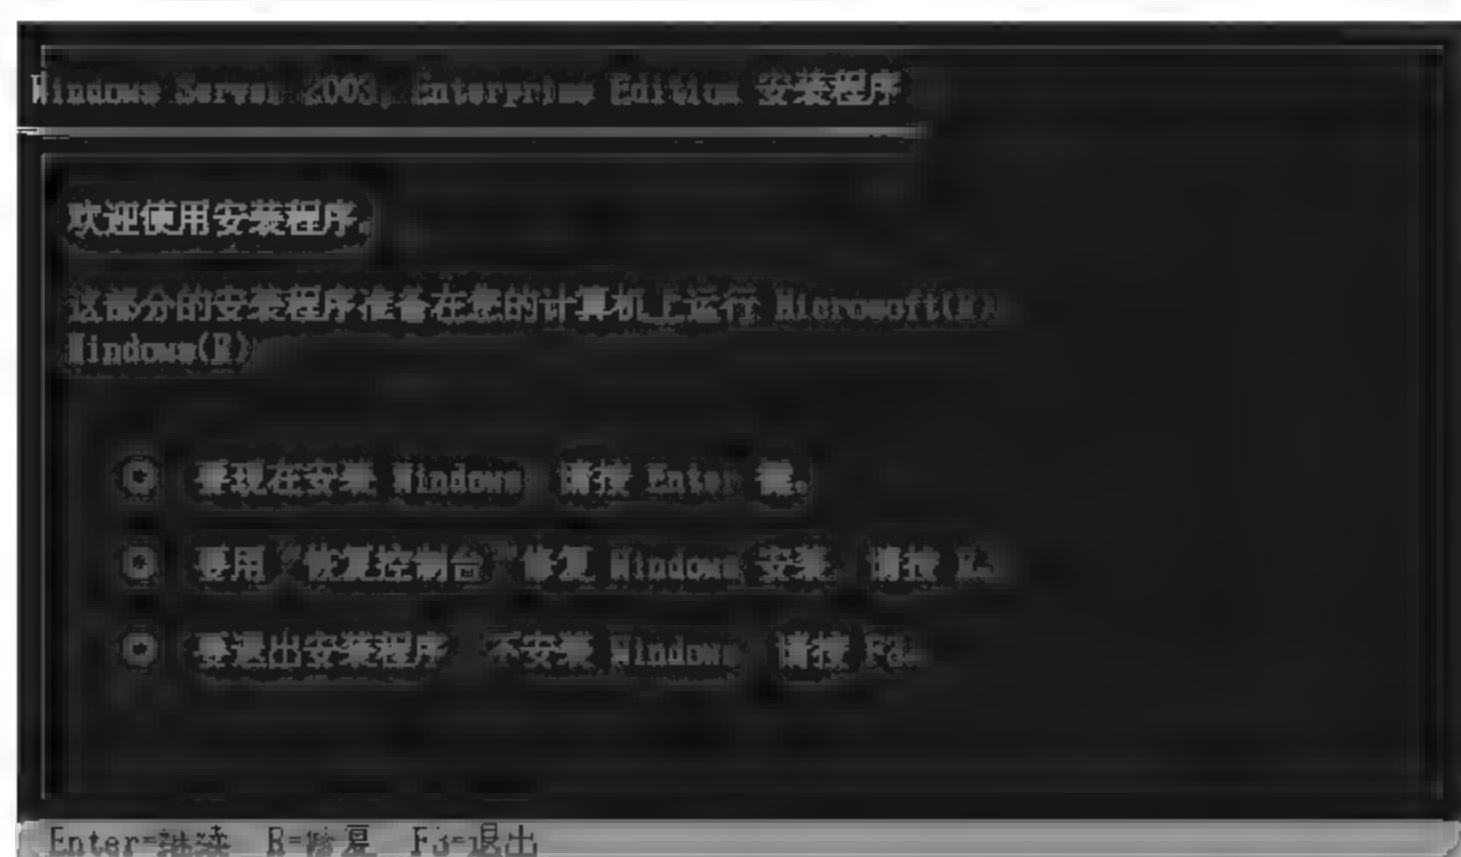 Windows Server 2003, Enterprise Edition 安装程序
欢迎使用安装程序。
这部分的安装程序准备在您的计算机上运行 Microsoft(R)
Windows(R)
要现在安装 Windows 请按 Enter 键。
要用“恢复控制台”修复 Windows 安装 请按 R。
要退出安装程序 不安装 Windows 请按 F3。
Enter=继续 R=修复 F3=退出